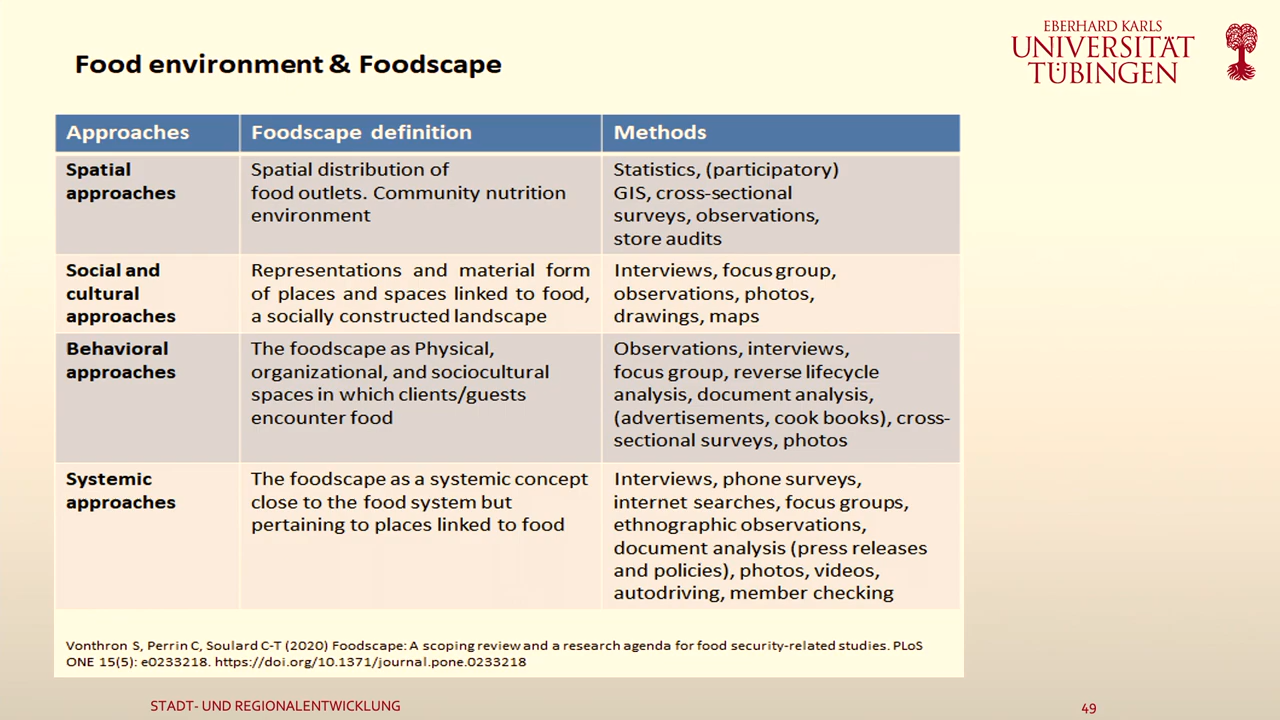 EBERHARD KARLS
UNIVERSITÄT
TÜBINGEN
Food environment & Foodscape
Approaches
Foodscape definition
Methods
Spatial
approaches
Spatial distribution of
food outlets. Community nutrition
environment
Statistics, (participatory)
GIS, cross-sectional
surveys, observations,
store audits
Social and
cultural
approaches
Representations and material form
of places and spaces linked to food,
a socially constructed landscape
Interviews, focus group,
observations, photos,
drawings, maps
Behavioral
approaches
The foodscape as Physical,
organizational, and sociocultural
spaces in which clients/guests
encounter food
Observations, interviews,
focus group, reverse lifecycle
analysis, document analysis,
(advertisements, cook books), cross-
sectional surveys, photos
Systemic
approaches
The foodscape as a systemic concept
close to the food system but
pertaining to places linked to food
Interviews, phone surveys,
internet searches, focus groups,
ethnographic observations,
document analysis (press releases
and policies), photos, videos,
autodriving, member checking
Vonthron S, Perrin C, Soulard C-T (2020) Foodscape: A scoping review and a research agenda for food security-related studies. PLoS
ONE 15(5): e0233218. https://doi.org/10.1371/journal.pone.0233218
STADT- UND REGIONALENTWICKLUNG
49